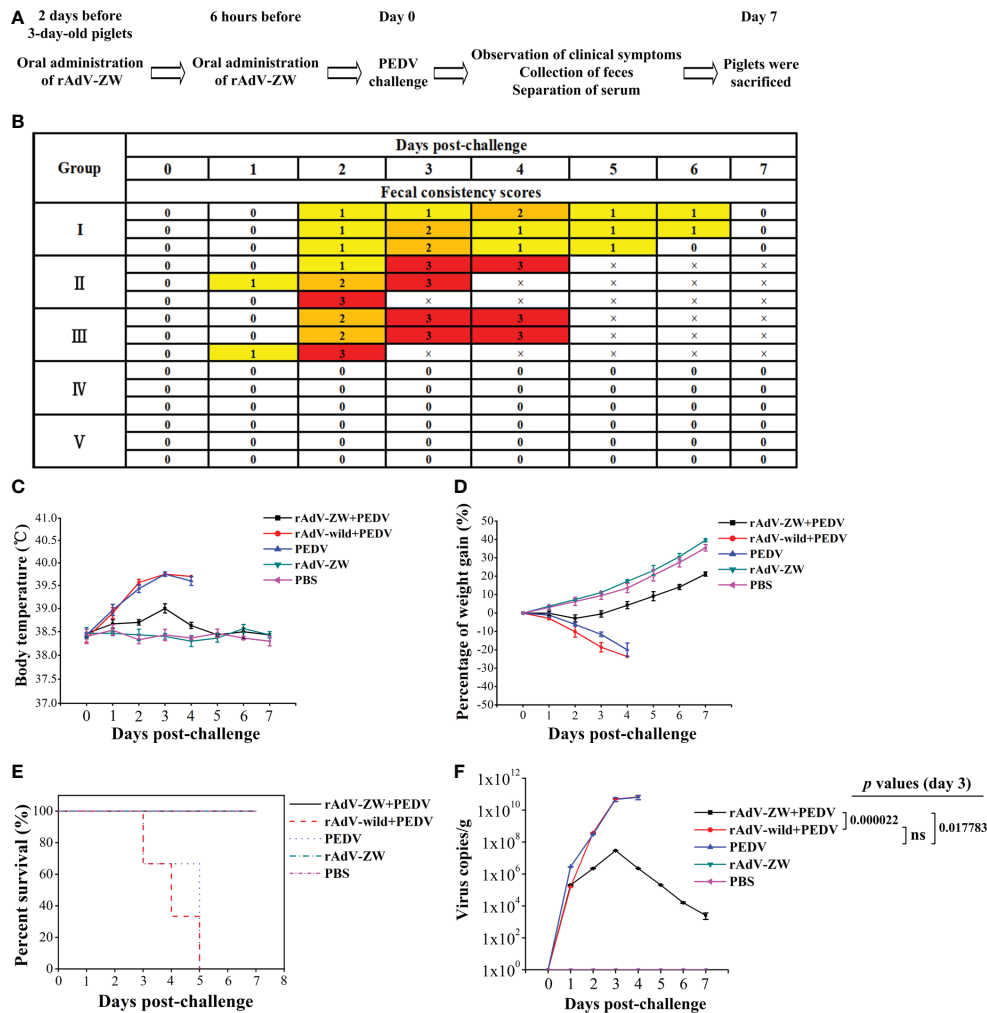 A
2 days before
3-day-old piglets
6 hours before
Day 0
Day 7
Oral administration
of rAdV-ZW
Oral administration
of rAdV-ZW
PEDV
challenge
Observation of clinical symptoms
Collection of feces
Separation of serum
Piglets were
sacrificed
B
Group
Days post-challenge
0 1 2 3 4 5 6 7
Fecal consistency scores
I
0 0 1 1 2 1 1 0
0 0 1 2 1 1 1 0
0 0 1 2 1 1 0 0
II
0 0 1 3 3 × × ×
0 1 2 3 × × × ×
0 0 3 × × × × ×
III
0 0 2 3 3 × × ×
0 0 2 3 3 × × ×
0 1 3 × × × × ×
IV
0 0 0 0 0 0 0 0
0 0 0 0 0 0 0 0
0 0 0 0 0 0 0 0
V
0 0 0 0 0 0 0 0
0 0 0 0 0 0 0 0
0 0 0 0 0 0 0 0
C
Body temperature (℃)
41.0
40.5
40.0
39.5
39.0
38.5
38.0
37.5
37.0
0 1 2 3 4 5 6 7
Days post-challenge
rAdV-ZW+PEDV
rAdV-wild+PEDV
PEDV
rAdV-ZW
PBS
D
Percentage of weight gain (%)
50
40
30
20
10
0
-10
-20
-30
-40
-50
0 1 2 3 4 5 6 7
Days post-challenge
rAdV-ZW+PEDV
rAdV-wild+PEDV
PEDV
rAdV-ZW
PBS
E
Percent survival (%)
100
80
60
40
20
0
0 1 2 3 4 5 6 7 8
Days post-challenge
rAdV-ZW+PEDV
rAdV-wild+PEDV
PEDV
rAdV-ZW
PBS
F
Virus copies/g
1x10^12
1x10^10
1x10^8
1x10^6
1x10^4
1x10^2
1x10^0
0 1 2 3 4 5 6 7
Days post-challenge
rAdV-ZW+PEDV
rAdV-wild+PEDV
PEDV
rAdV-ZW
PBS
p values (day 3)
0.000022
ns
0.017783